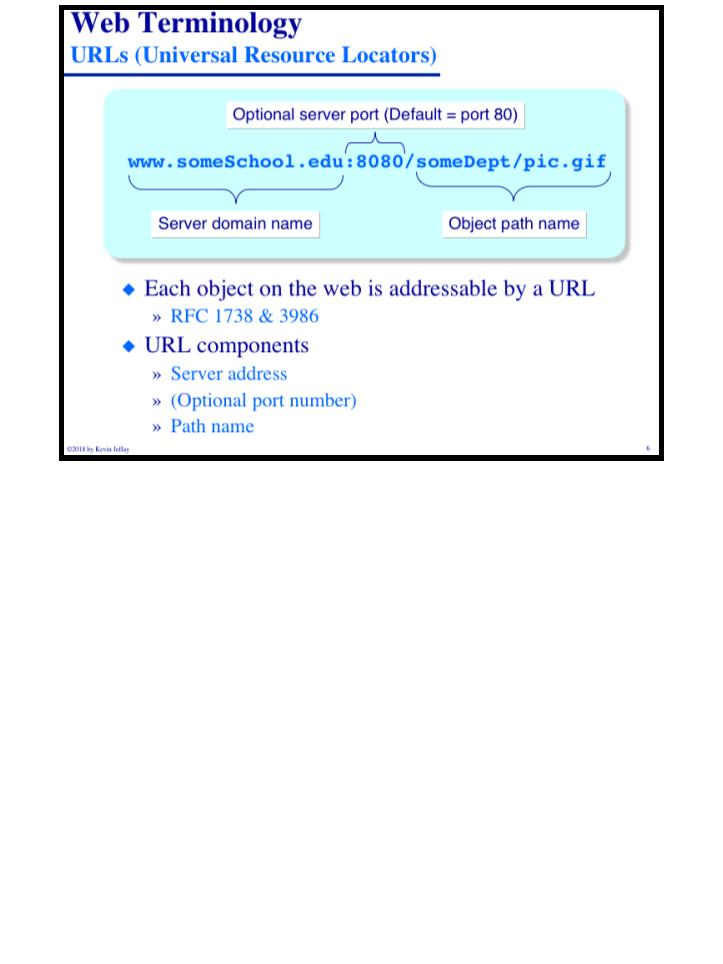 Web Terminology
URLs (Universal Resource Locators)
Optional server port (Default = port 80)
www.someSchool.edu:8080/someDept/pic.gif
Server domain name
Object path name
◆ Each object on the web is addressable by a URL
» RFC 1738 & 3986
◆ URL components
» Server address
» (Optional port number)
» Path name
©2018 by Kevin Jeffay
6